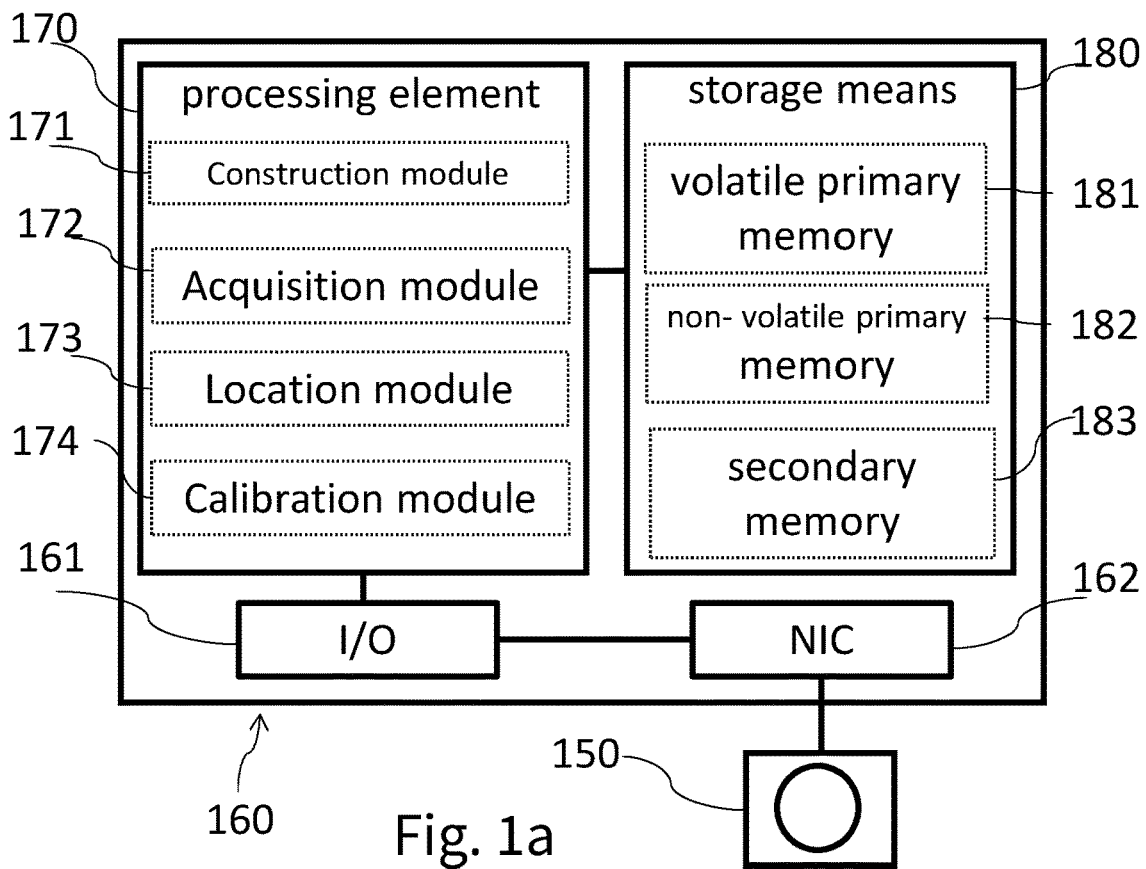 170
processing element
storage means
180
171
Construction module
volatile primary
memory
181
172
Acquisition module
non- volatile primary
memory
182
173
Location module
183
174
Calibration module
secondary
memory
161
I/O
NIC
162
150
160
Fig. 1a